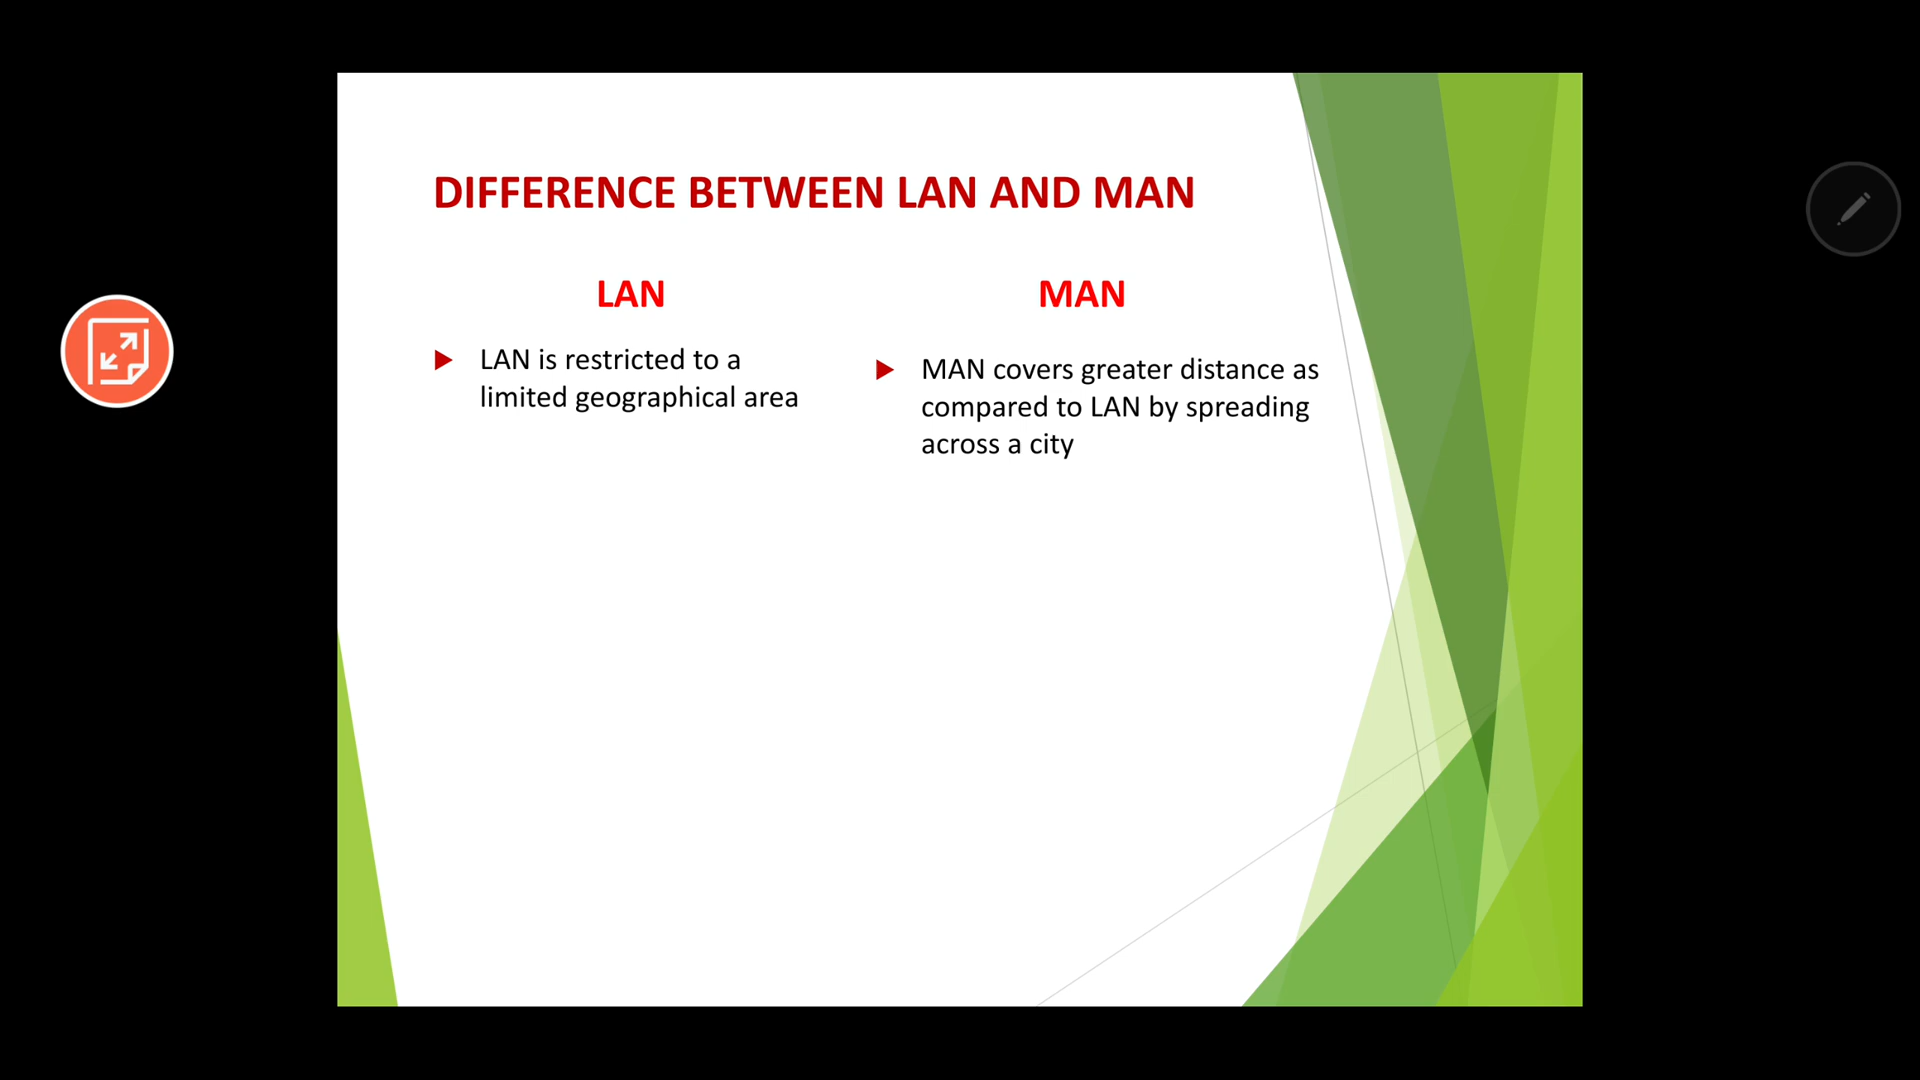 DIFFERENCE BETWEEN LAN AND MAN
LAN
LAN is restricted to a
limited geographical area
MAN
MAN covers greater distance as
compared to LAN by spreading
across a city